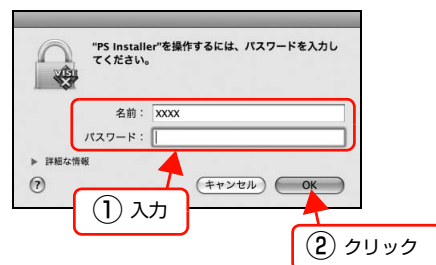 "PS Installer"を操作するには、パスワードを入力し
てください。
VISE
X
名前： XXXX
パスワード：
▶ 詳細な情報
? キャンセル OK
① 入力
② クリック